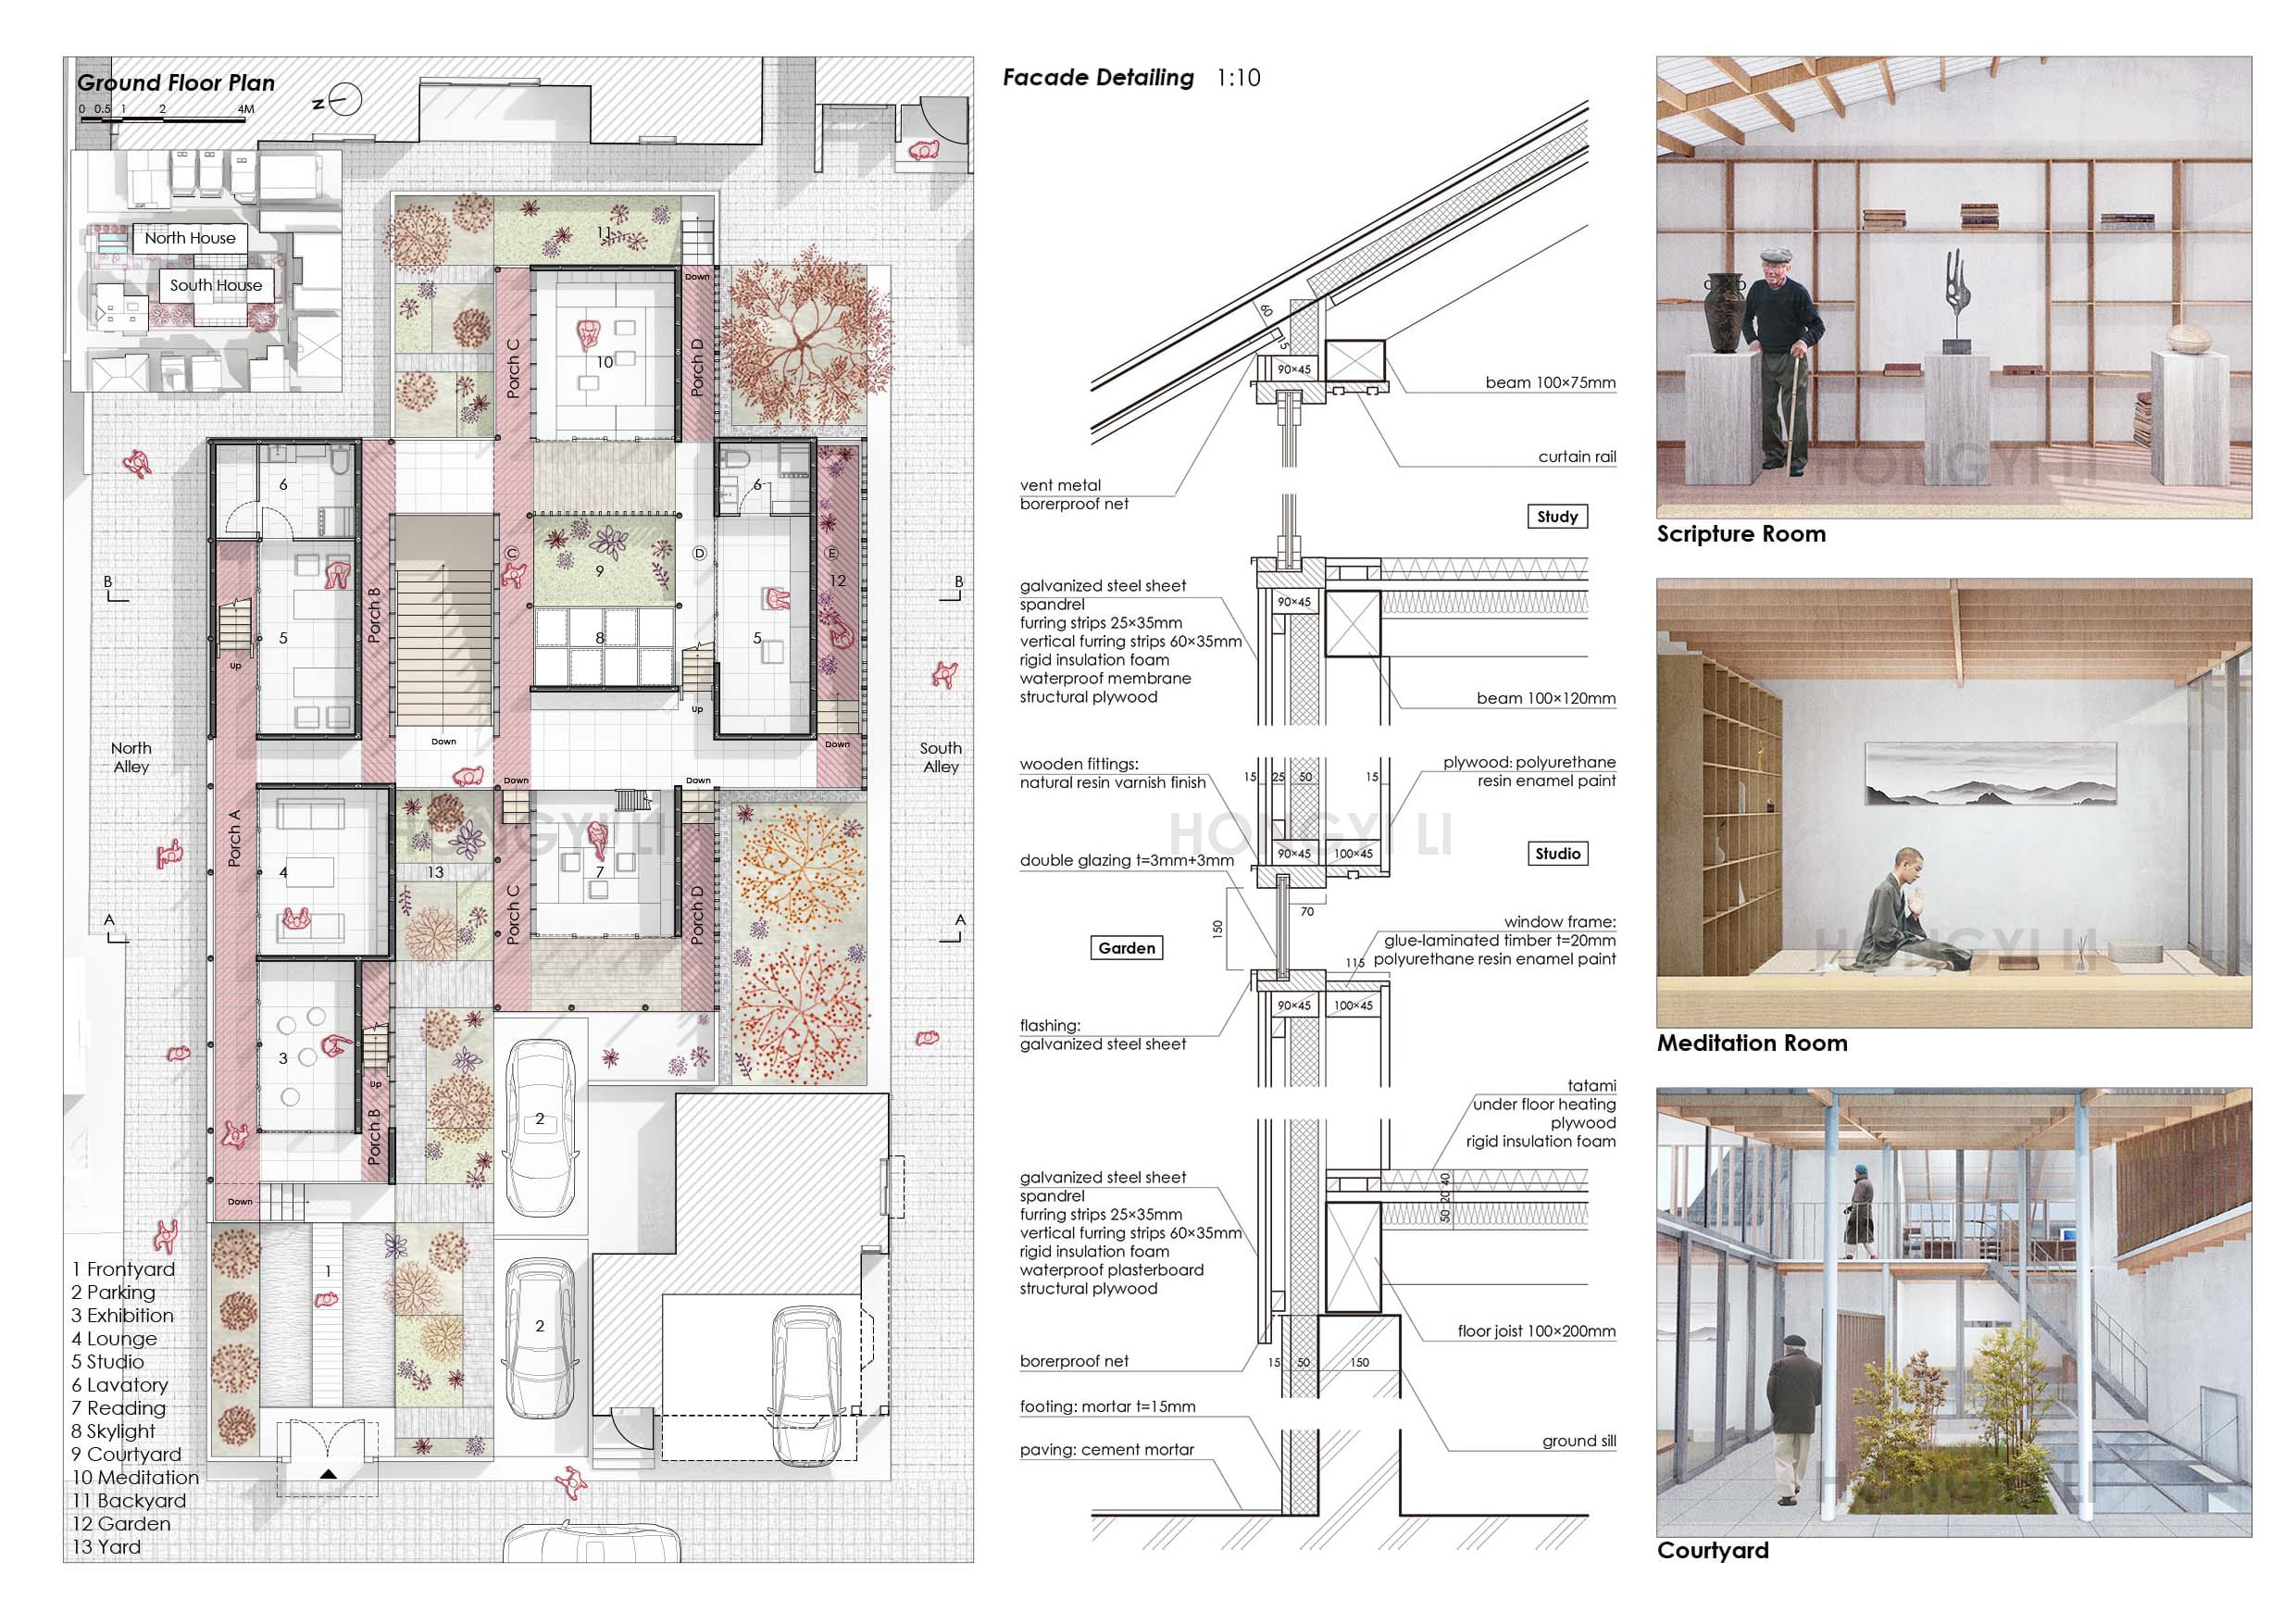 Ground Floor Plan
0 0.5 1 2 4M
N
North House
South House
11
Down
10
Porch C
Porch D
6
6
C
D
E
9
12
B
B
Porch B
5
8
5
Up
Up
Down
Down
North
Alley
South
Alley
Down
Down
Porch A
HONGYI LI
4
13
7
Porch C
Porch D
A
A
3
Up
2
Porch B
Down
1
2
1 Frontyard
2 Parking
3 Exhibition
4 Lounge
5 Studio
6 Lavatory
7 Reading
8 Skylight
9 Courtyard
10 Meditation
11 Backyard
12 Garden
13 Yard
Facade Detailing 1:10
60
15
90×45
beam 100×75mm
curtain rail
vent metal
borerproof net
Study
galvanized steel sheet
spandrel
furring strips 25×35mm
vertical furring strips 60×35mm
rigid insulation foam
waterproof membrane
structural plywood
90×45
beam 100×120mm
wooden fittings:
natural resin varnish finish
15 25 50 15
plywood: polyurethane
resin enamel paint
HONGYI LI
double glazing t=3mm+3mm
90×45 100×45
Studio
70
150
window frame:
glue-laminated timber t=20mm
polyurethane resin enamel paint
115
Garden
90×45 100×45
flashing:
galvanized steel sheet
tatami
under floor heating
plywood
rigid insulation foam
50 20 40
galvanized steel sheet
spandrel
furring strips 25×35mm
vertical furring strips 60×35mm
rigid insulation foam
waterproof plasterboard
structural plywood
floor joist 100×200mm
borerproof net
15 50 150
footing: mortar t=15mm
ground sill
paving: cement mortar
HONGYI LI
Scripture Room
HONGYI LI
Meditation Room
HONGYI LI
Courtyard